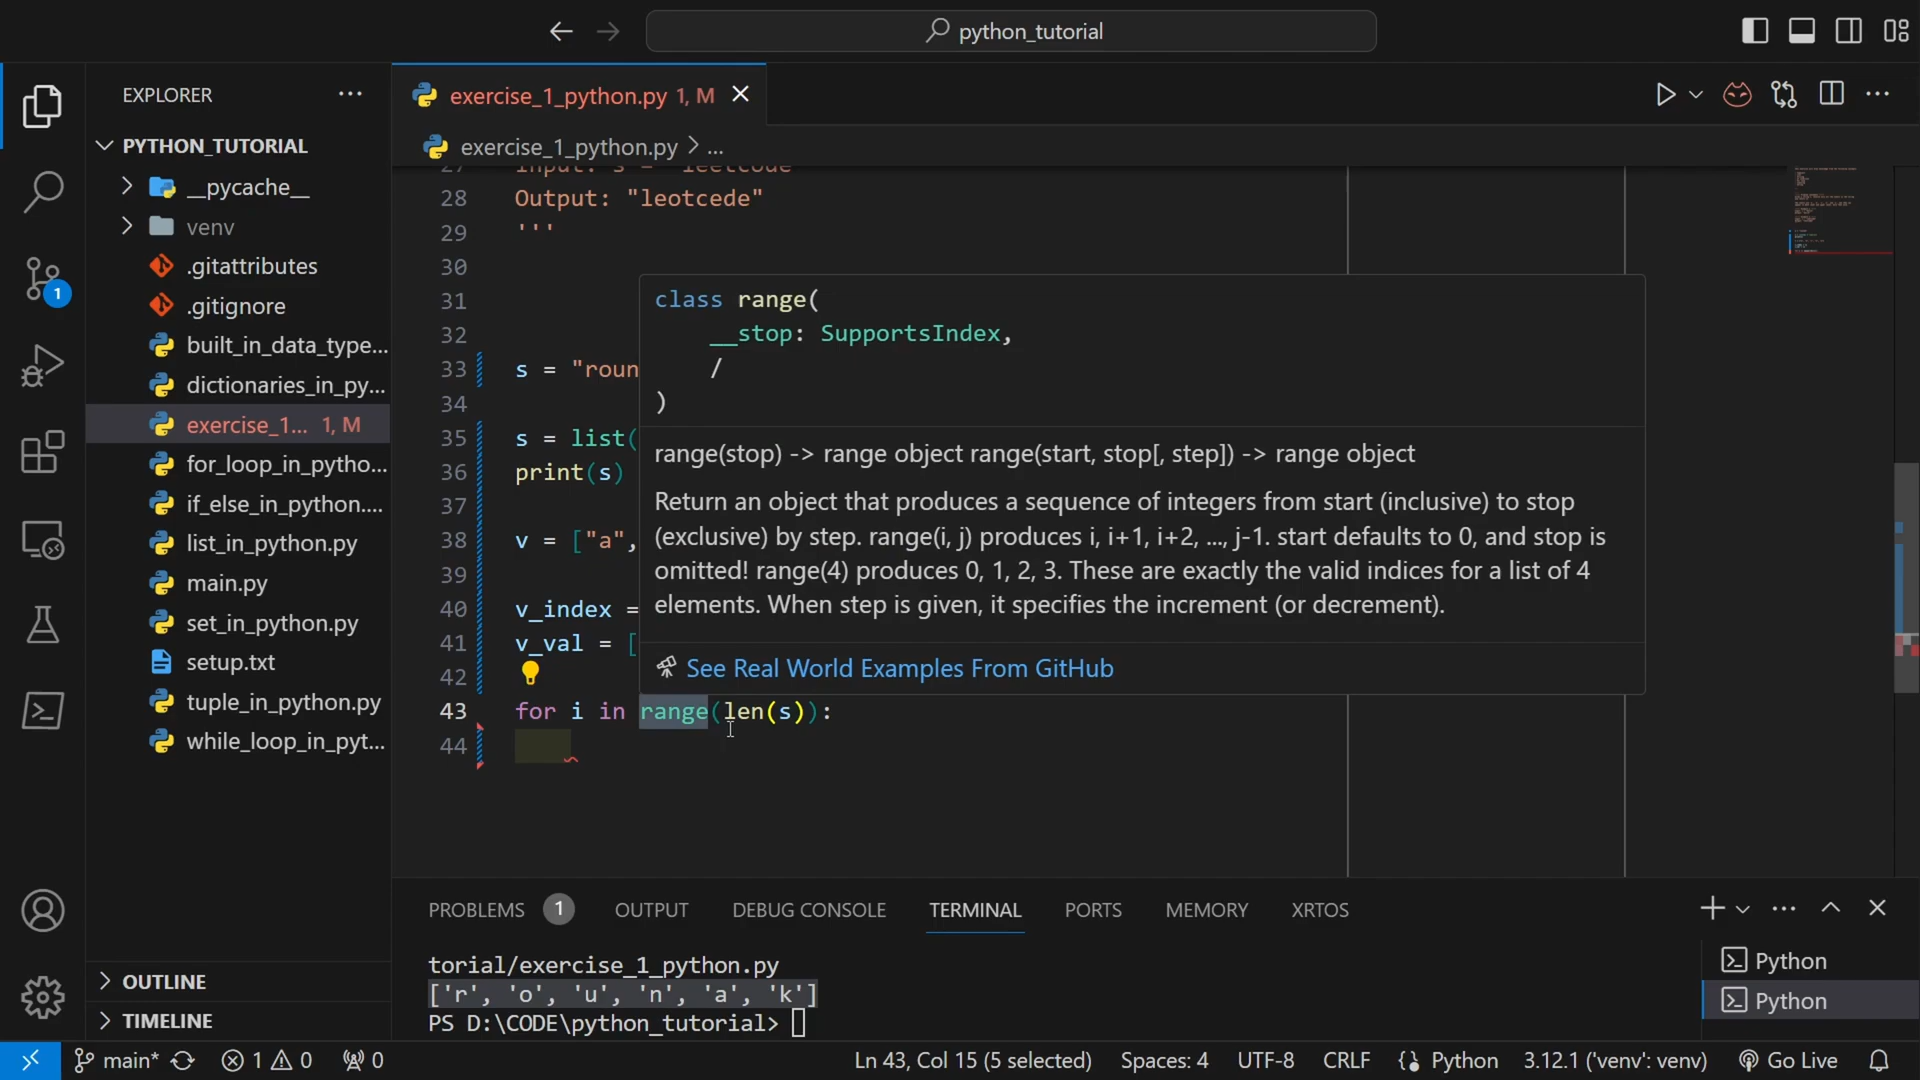 python_tutorial
EXPLORER
PYTHON_TUTORIAL
__pycache__
venv
.gitattributes
.gitignore
built_in_data_type...
dictionaries_in_py...
exercise_1... 1, M
for_loop_in_pytho...
if_else_in_python....
list_in_python.py
main.py
set_in_python.py
setup.txt
tuple_in_python.py
while_loop_in_pyt...
OUTLINE
TIMELINE
1
exercise_1_python.py 1, M
exercise_1_python.py > ...
27 Input: s = "leetcode"
28 Output: "leotcede"
29 '''
30
31
32
33 s = "roun
34
35 s = list(
36 print(s)
37
38 v = ["a",
39
40 v_index =
41 v_val = [
42
43 for i in range(len(s)):
44
class range(
__stop: SupportsIndex,
/
)
range(stop) -> range object range(start, stop[, step]) -> range object
Return an object that produces a sequence of integers from start (inclusive) to stop
(exclusive) by step. range(i, j) produces i, i+1, i+2, ..., j-1. start defaults to 0, and stop is
omitted! range(4) produces 0, 1, 2, 3. These are exactly the valid indices for a list of 4
elements. When step is given, it specifies the increment (or decrement).
See Real World Examples From GitHub
PROBLEMS 1 OUTPUT DEBUG CONSOLE TERMINAL PORTS MEMORY XRTOS
torial/exercise_1_python.py
['r', 'o', 'u', 'n', 'a', 'k']
PS D:\CODE\python_tutorial>
Python
Python
main* 1 0 0 Ln 43, Col 15 (5 selected) Spaces: 4 UTF-8 CRLF Python 3.12.1 ('venv': venv) Go Live